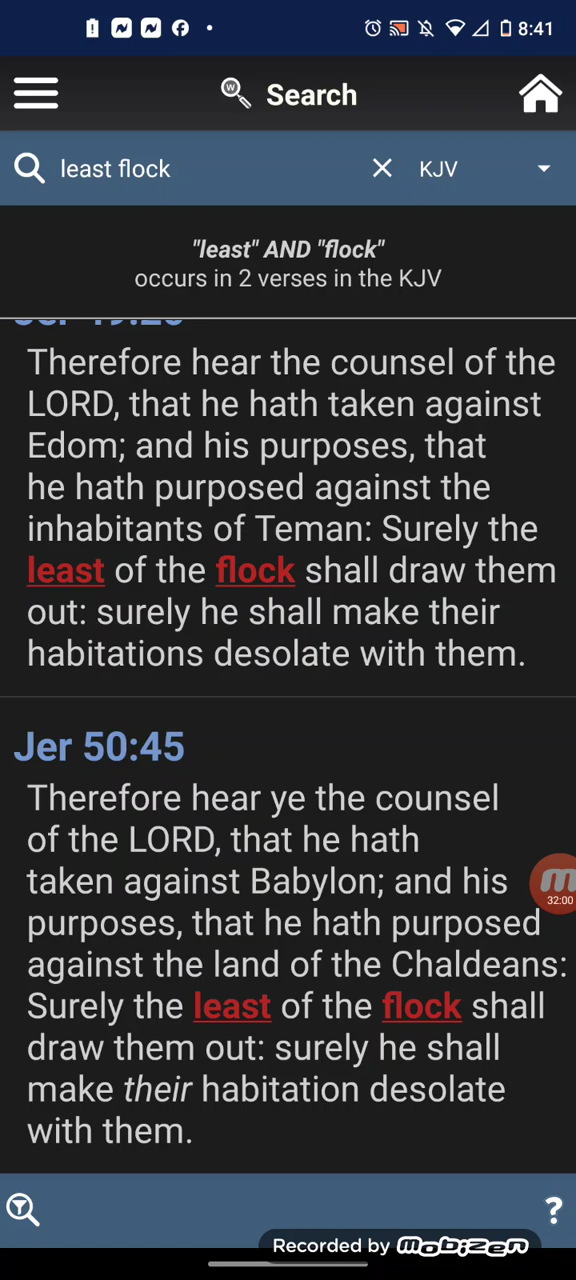 8:41
W
Search
least flock
KJV
"least" AND "flock"
occurs in 2 verses in the KJV
Therefore hear the counsel of the
LORD, that he hath taken against
Edom; and his purposes, that
he hath purposed against the
inhabitants of Teman: Surely the
least of the flock shall draw them
out: surely he shall make their
habitations desolate with them.
Jer 50:45
Therefore hear ye the counsel
of the LORD, that he hath
taken against Babylon; and his
purposes, that he hath purposed
against the land of the Chaldeans:
Surely the least of the flock shall
draw them out: surely he shall
make their habitation desolate
with them.
32:00
?
Recorded by mobizen